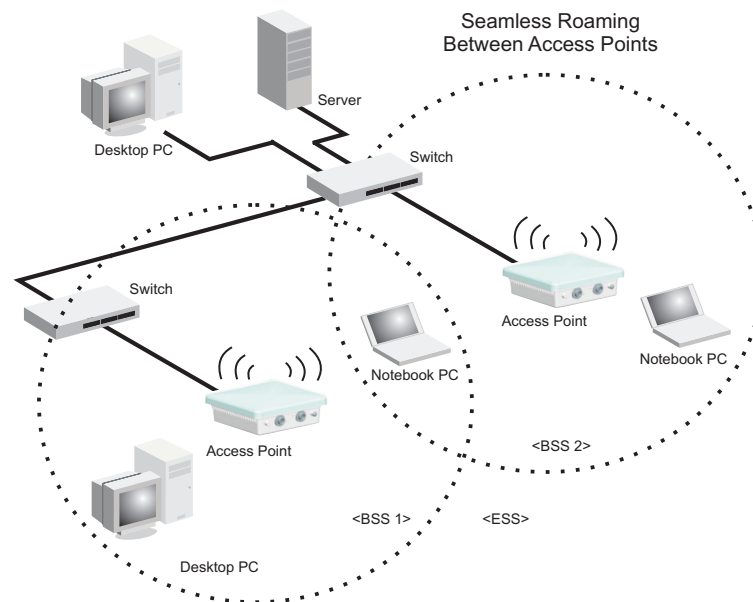 Seamless Roaming
Between Access Points
Server
Desktop PC
Switch
Switch
Access Point
Notebook PC
Notebook PC
Access Point
<BSS 2>
<BSS 1>
<ESS>
Desktop PC